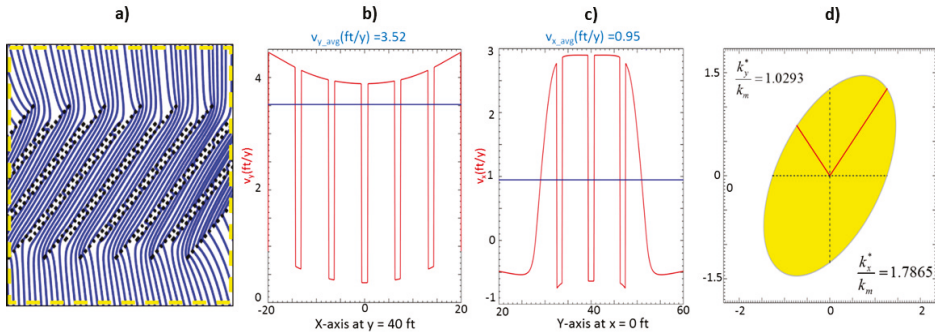 a)
b)
c)
d)
v_y_avg(ft/y) =3.52
v_x_avg(ft/y) =0.95
4
2
0
v_y(ft/y)
-20
-10
0
10
20
X-axis at y = 40 ft
3
2
1
0
-1
v_x(ft/y)
20
30
40
50
60
Y-axis at x = 0 ft
1.5
0
-1.5
0
-2
-1
0
1
2
k*_y/k_m =1.0293
k*_x/k_m =1.7865